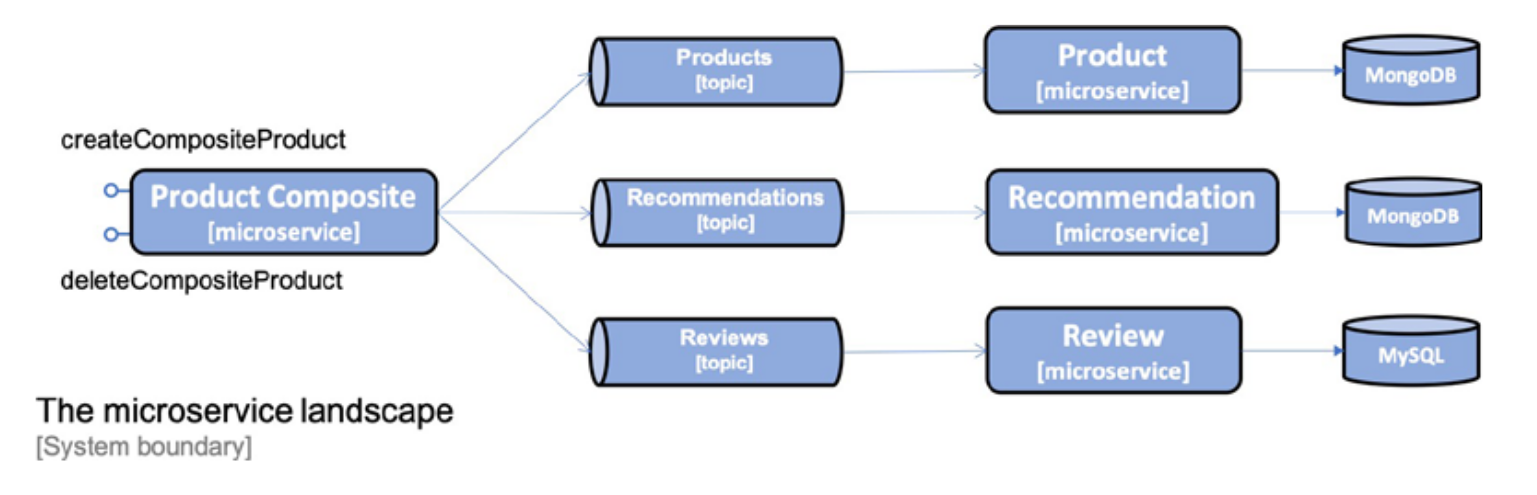 Products
[topic]
Product
[microservice]
MongoDB
createCompositeProduct
Product Composite
[microservice]
deleteCompositeProduct
Recommendations
[topic]
Recommendation
[microservice]
MongoDB
Reviews
[topic]
Review
[microservice]
MySQL
The microservice landscape
[System boundary]